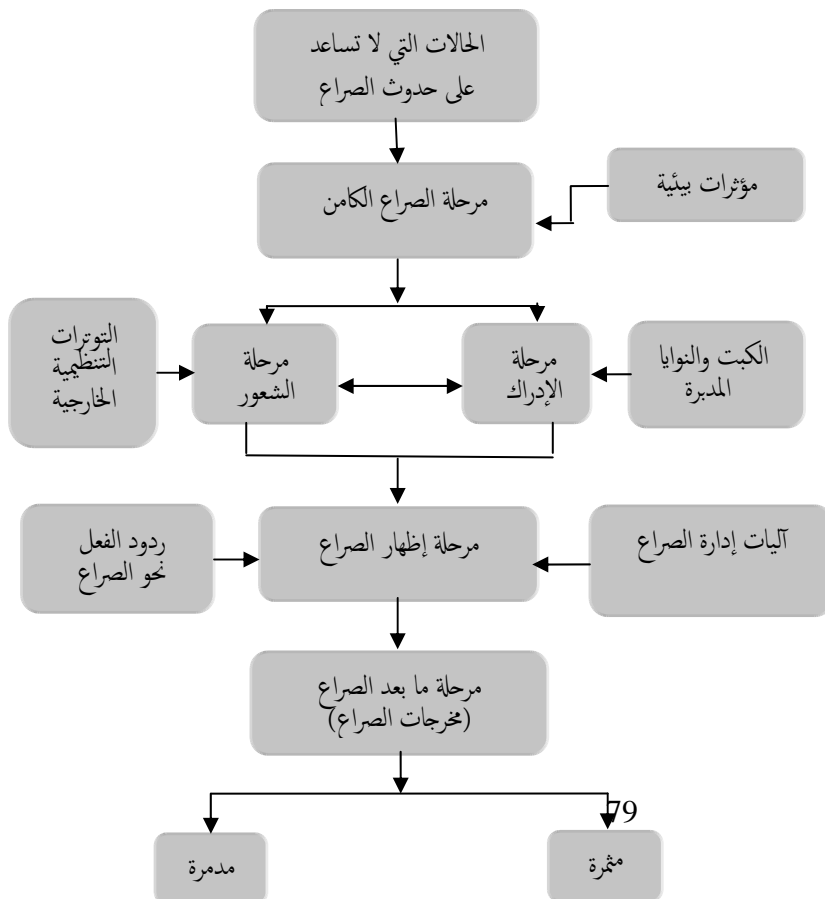 الحالات التي لا تساعد
على حدوث الصراع
مؤثرات بيئية
مرحلة الصراع الكامن
الكبت والنوايا
المدبرة
مرحلة
الإدراك
مرحلة
الشعور
التوترات
التنظيمية
الخارجية
آليات إدارة الصراع
مرحلة إظهار الصراع
ردود الفعل
نحو الصراع
مرحلة ما بعد الصراع
(مخرجات الصراع)
79
مثمرة
مدمرة